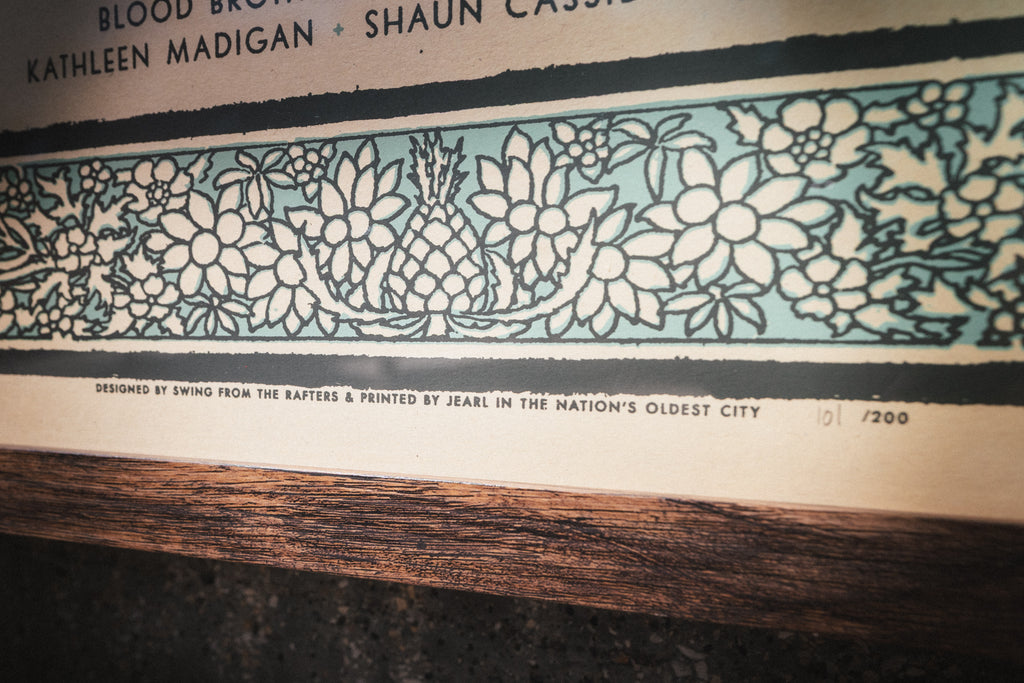 BLOOD
KATHLEEN MADIGAN + SHAUN
DESIGNED BY SWING FROM THE RAFTERS & PRINTED BY JEARL IN THE NATION'S OLDEST CITY 101 /200